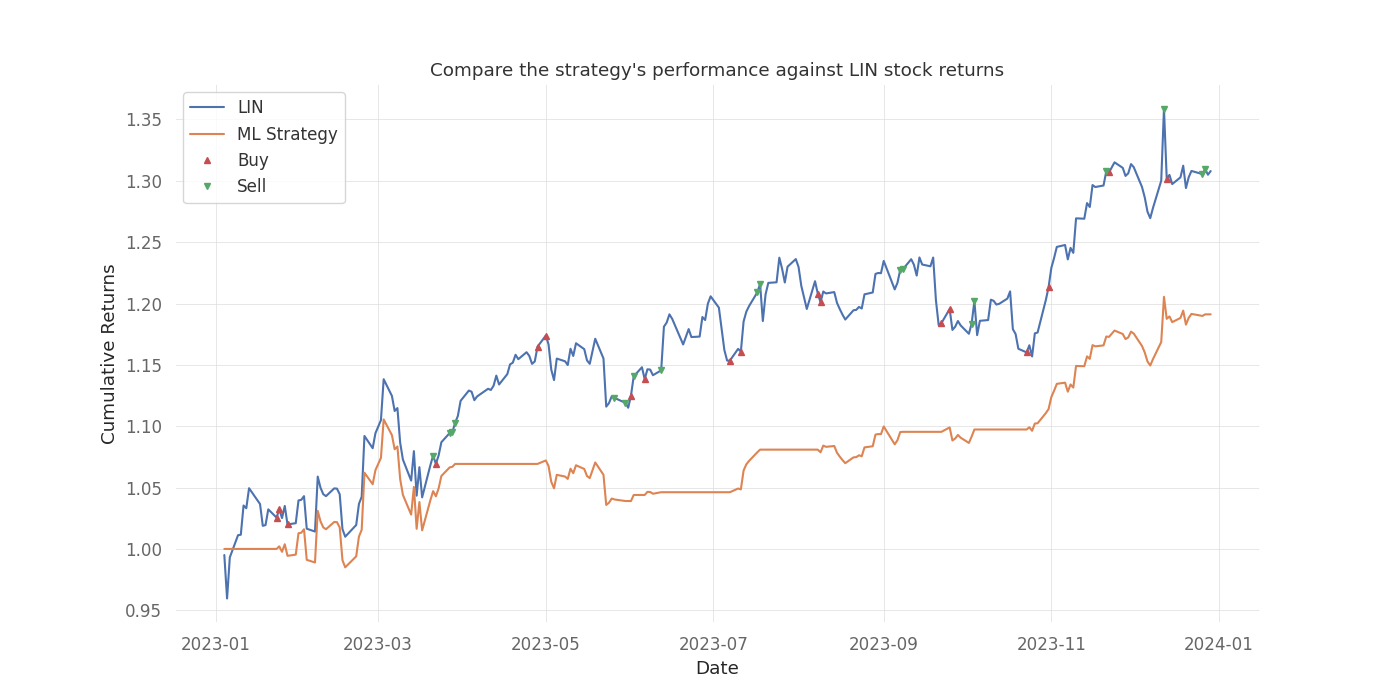 Compare the strategy's performance against LIN stock returns
LIN
ML Strategy
Buy
Sell
Cumulative Returns
1.35
1.30
1.25
1.20
1.15
1.10
1.05
1.00
0.95
2023-01
2023-03
2023-05
2023-07
2023-09
2023-11
2024-01
Date